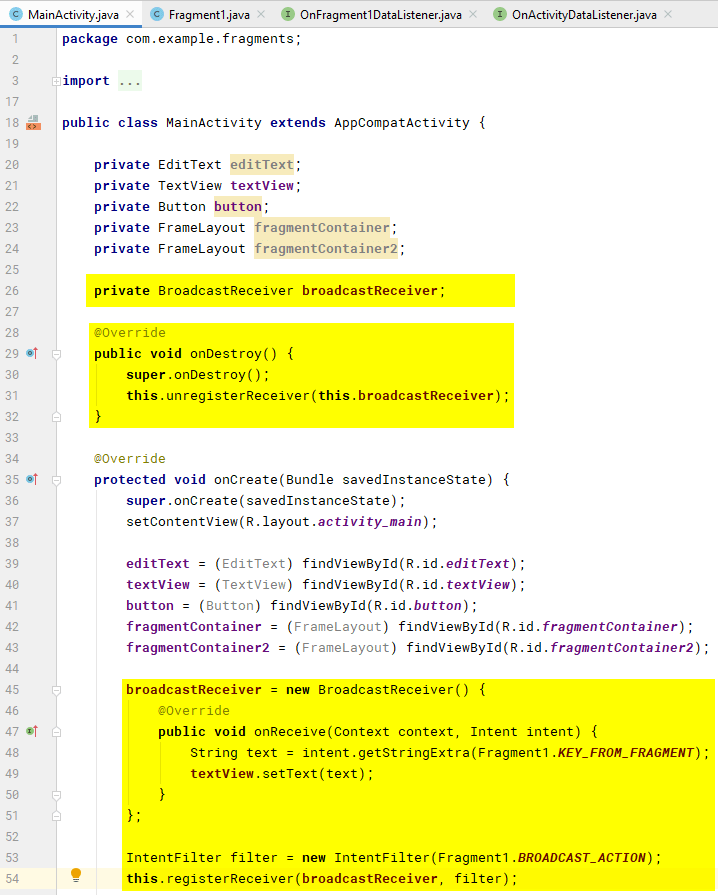 MainActivity.java Fragment1.java OnFragment1DataListener.java OnActivityDataListener.java
1 package com.example.fragments;
2
3 import ...
17
18 public class MainActivity extends AppCompatActivity {
19
20 private EditText editText;
21 private TextView textView;
22 private Button button;
23 private FrameLayout fragmentContainer;
24 private FrameLayout fragmentContainer2;
25
26 private BroadcastReceiver broadcastReceiver;
27
28 @Override
29 public void onDestroy() {
30 super.onDestroy();
31 this.unregisterReceiver(this.broadcastReceiver);
32 }
33
34 @Override
35 protected void onCreate(Bundle savedInstanceState) {
36 super.onCreate(savedInstanceState);
37 setContentView(R.layout.activity_main);
38
39 editText = (EditText) findViewById(R.id.editText);
40 textView = (TextView) findViewById(R.id.textView);
41 button = (Button) findViewById(R.id.button);
42 fragmentContainer = (FrameLayout) findViewById(R.id.fragmentContainer);
43 fragmentContainer2 = (FrameLayout) findViewById(R.id.fragmentContainer2);
44
45 broadcastReceiver = new BroadcastReceiver() {
46 @Override
47 public void onReceive(Context context, Intent intent) {
48 String text = intent.getStringExtra(Fragment1.KEY_FROM_FRAGMENT);
49 textView.setText(text);
50 }
51 };
52
53 IntentFilter filter = new IntentFilter(Fragment1.BROADCAST_ACTION);
54 this.registerReceiver(broadcastReceiver, filter);